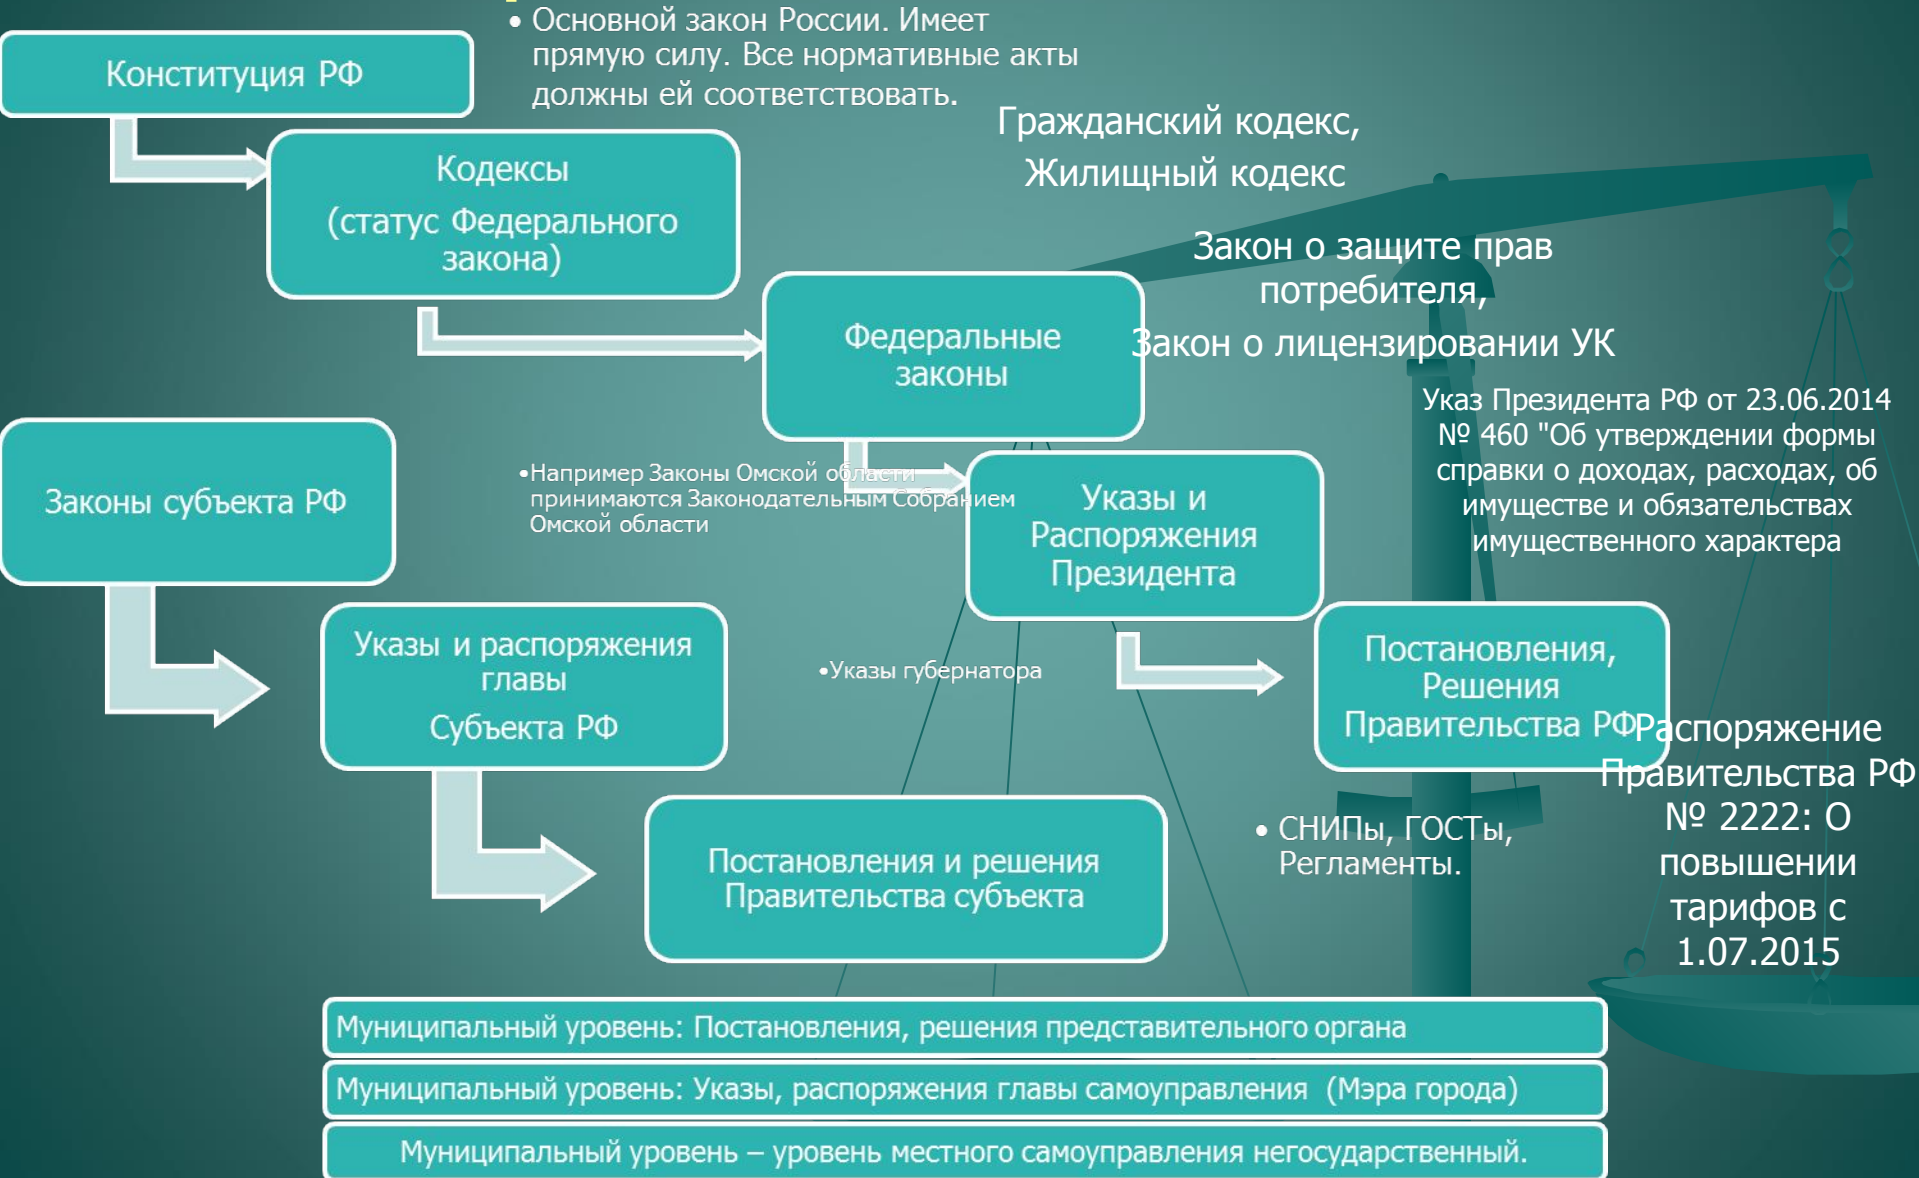 • Основной закон России. Имеет
прямую силу. Все нормативные акты
должны ей соответствовать.
Конституция РФ
Гражданский кодекс,
Жилищный кодекс
Кодексы
(статус Федерального
закона)
Закон о защите прав
потребителя,
Закон о лицензировании УК
Федеральные
законы
Указ Президента РФ от 23.06.2014
№ 460 "Об утверждении формы
справки о доходах, расходах, об
имуществе и обязательствах
имущественного характера
Указы и
Распоряжения
Президента
Законы субъекта РФ
•Например Законы Омской области
принимаются Законодательным Собранием
Омской области
Указы и распоряжения
главы
Субъекта РФ
•Указы губернатора
Постановления,
Решения
Правительства РФ
Распоряжение
Правительства РФ
№ 2222: О
повышении
тарифов с
1.07.2015
• СНИПы, ГОСТы,
Регламенты.
Постановления и решения
Правительства субъекта
Муниципальный уровень: Постановления, решения представительного органа
Муниципальный уровень: Указы, распоряжения главы самоуправления (Мэра города)
Муниципальный уровень – уровень местного самоуправления негосударственный.